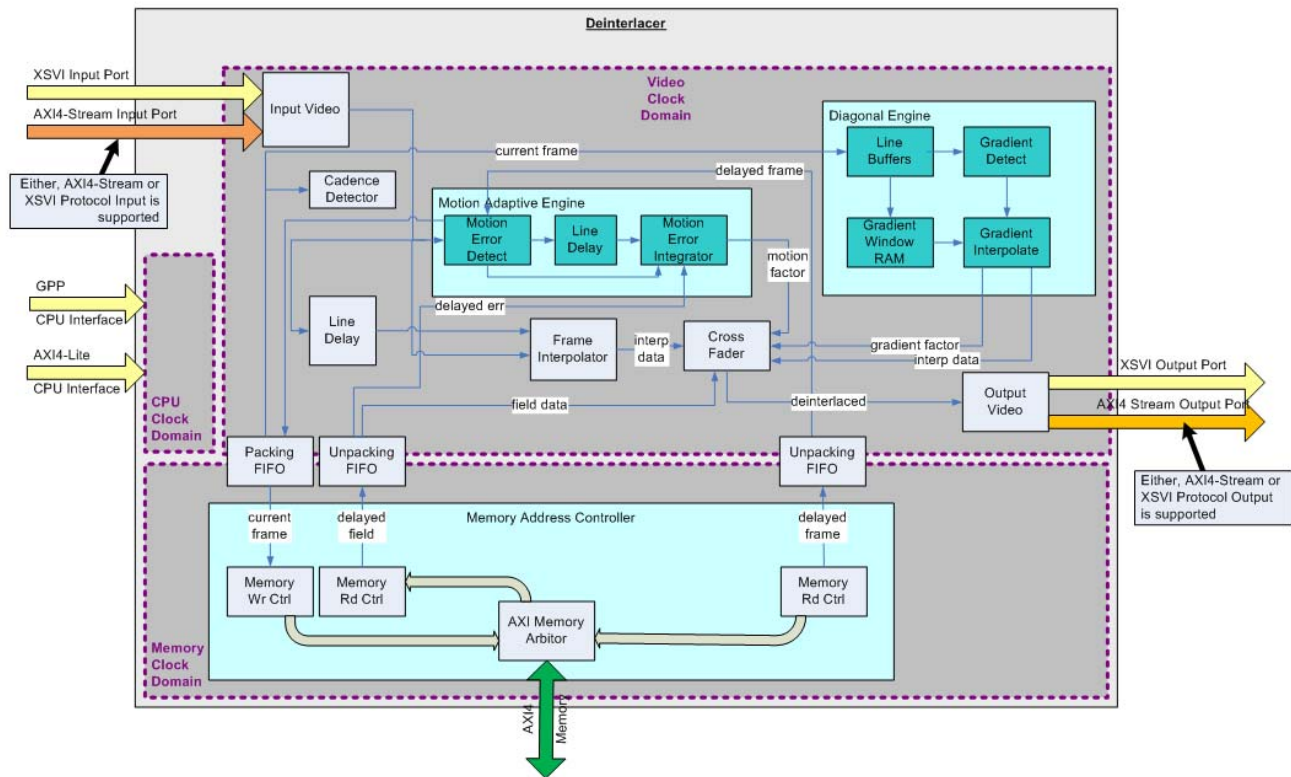 Deinterlacer
XSVI Input Port
AXI4-Stream Input Port
Either, AXI4-Stream or
XSVI Protocol Input is
supported
Input Video
Video
Clock
Domain
Diagonal Engine
Line
Buffers
Gradient
Detect
Gradient
Window
RAM
Gradient
Interpolate
current frame
delayed frame
Cadence
Detector
Motion Adaptive Engine
Motion
Error
Detect
Line
Delay
Motion
Error
Integrator
motion
factor
GPP
CPU Interface
AXI4-Lite
CPU Interface
CPU
Clock
Domain
delayed err
Line
Delay
Frame
Interpolator
interp
data
Cross
Fader
gradient factor
interp data
field data
deinterlaced
Output
Video
XSVI Output Port
AXI4 Stream Output Port
Either, AXI4-Stream or
XSVI Protocol Output
is supported
Packing
FIFO
Unpacking
FIFO
Unpacking
FIFO
Memory Address Controller
current
frame
delayed
field
delayed
frame
Memory
Wr Ctrl
Memory
Rd Ctrl
AXI Memory
Arbitor
Memory
Rd Ctrl
Memory
Clock
Domain
AXI4
Memory